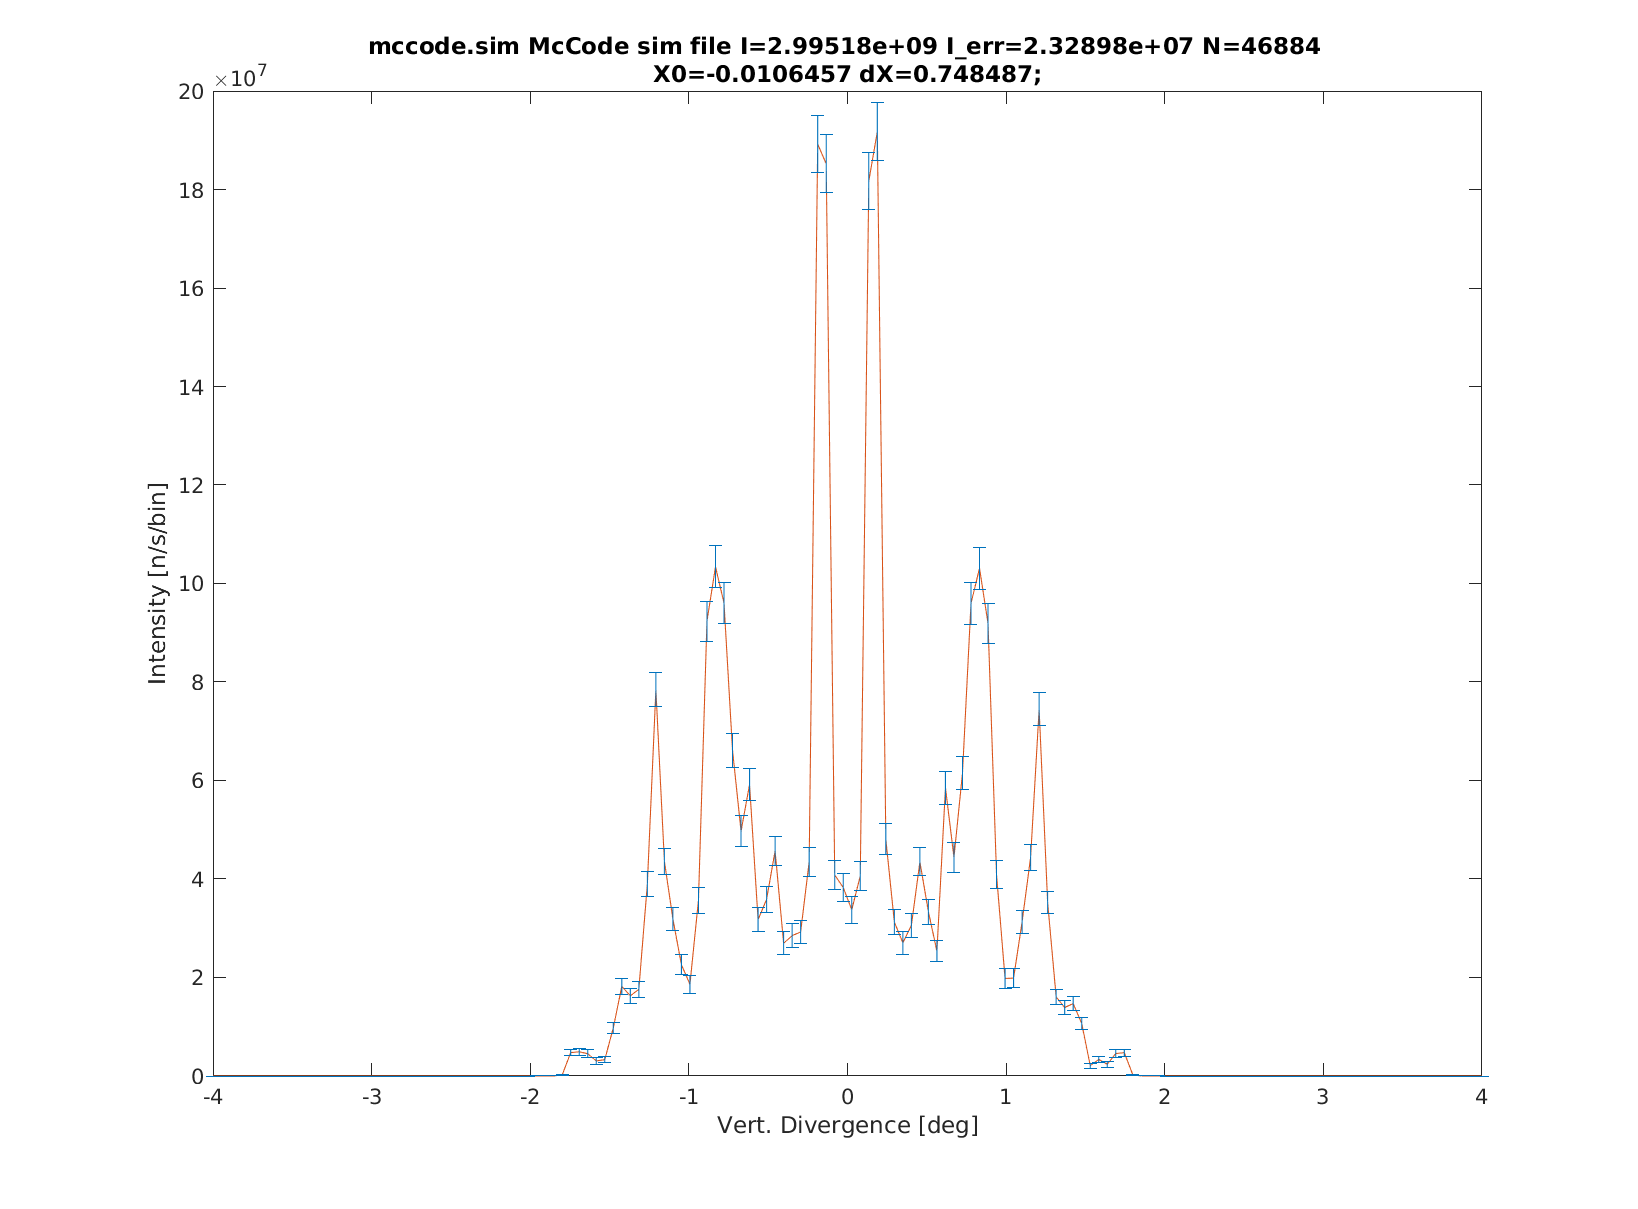 mccode.sim McCode sim file I=2.99518e+09 I_err=2.32898e+07 N=46884
X0=-0.0106457 dX=0.748487;
×10^7
20
18
16
14
12
10
8
6
4
2
0
Intensity [n/s/bin]
-4 -3 -2 -1 0 1 2 3 4
Vert. Divergence [deg]